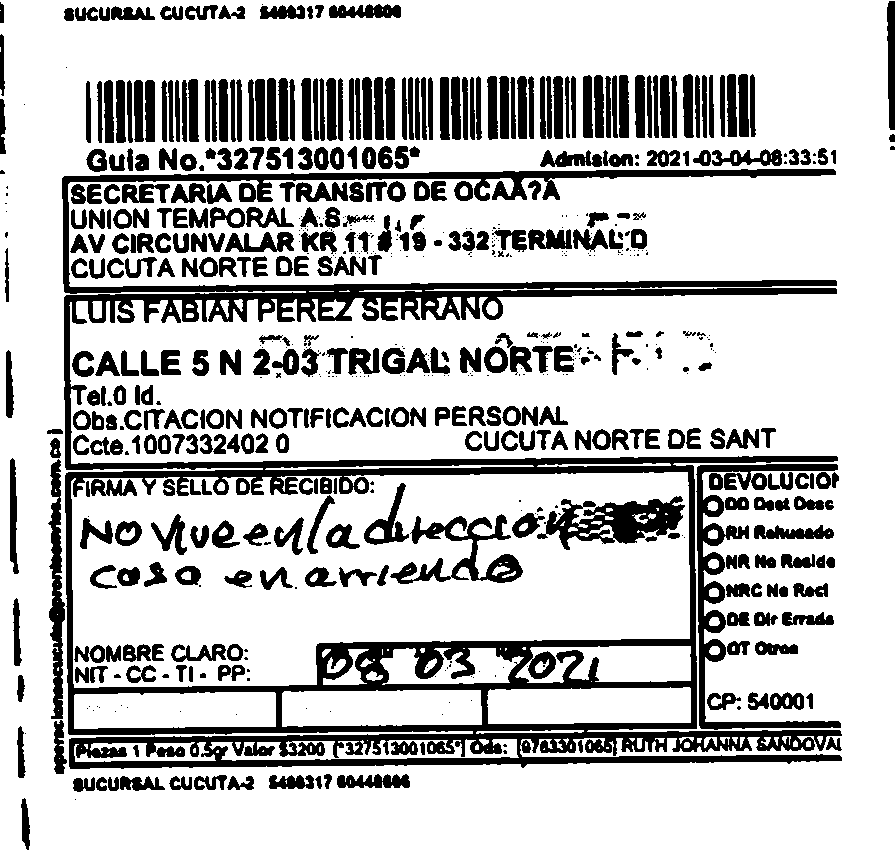 SUCURSAL CUCUTA-2 5499317 60448606
Guia No.*327513001065*
Admision: 2021-03-04-08:33:51
SECRETARIA DE TRANSITO DE OCAÃ?A
UNION TEMPORAL A.S.
AV CIRCUNVALAR KR 11 # 19 - 332 TERMINAL D
CUCUTA NORTE DE SANT
LUIS FABIAN PEREZ SERRANO
CALLE 5 N 2-03 TRIGAL NORTE
Tel.0 Id.
Obs.CITACION NOTIFICACION PERSONAL
Ccte.1007332402 0 CUCUTA NORTE DE SANT
FIRMA Y SELLO DE RECIBIDO:
No vive en la direccion
casa en arriendo
NOMBRE CLARO:
NIT - CC - TI - PP:
08 03 2021
DEVOLUCION
DD Dest Desc
RH Rehusado
NR No Reside
NRC No Recl
DE Dir Errada
OT Otros
CP: 540001
Piezas 1 Peso 0.5gr Valor $3200 [*327513001065*] Ods: [9763301065] RUTH JOHANNA SANDOVAL
SUCURSAL CUCUTA-2 5499317 60448606